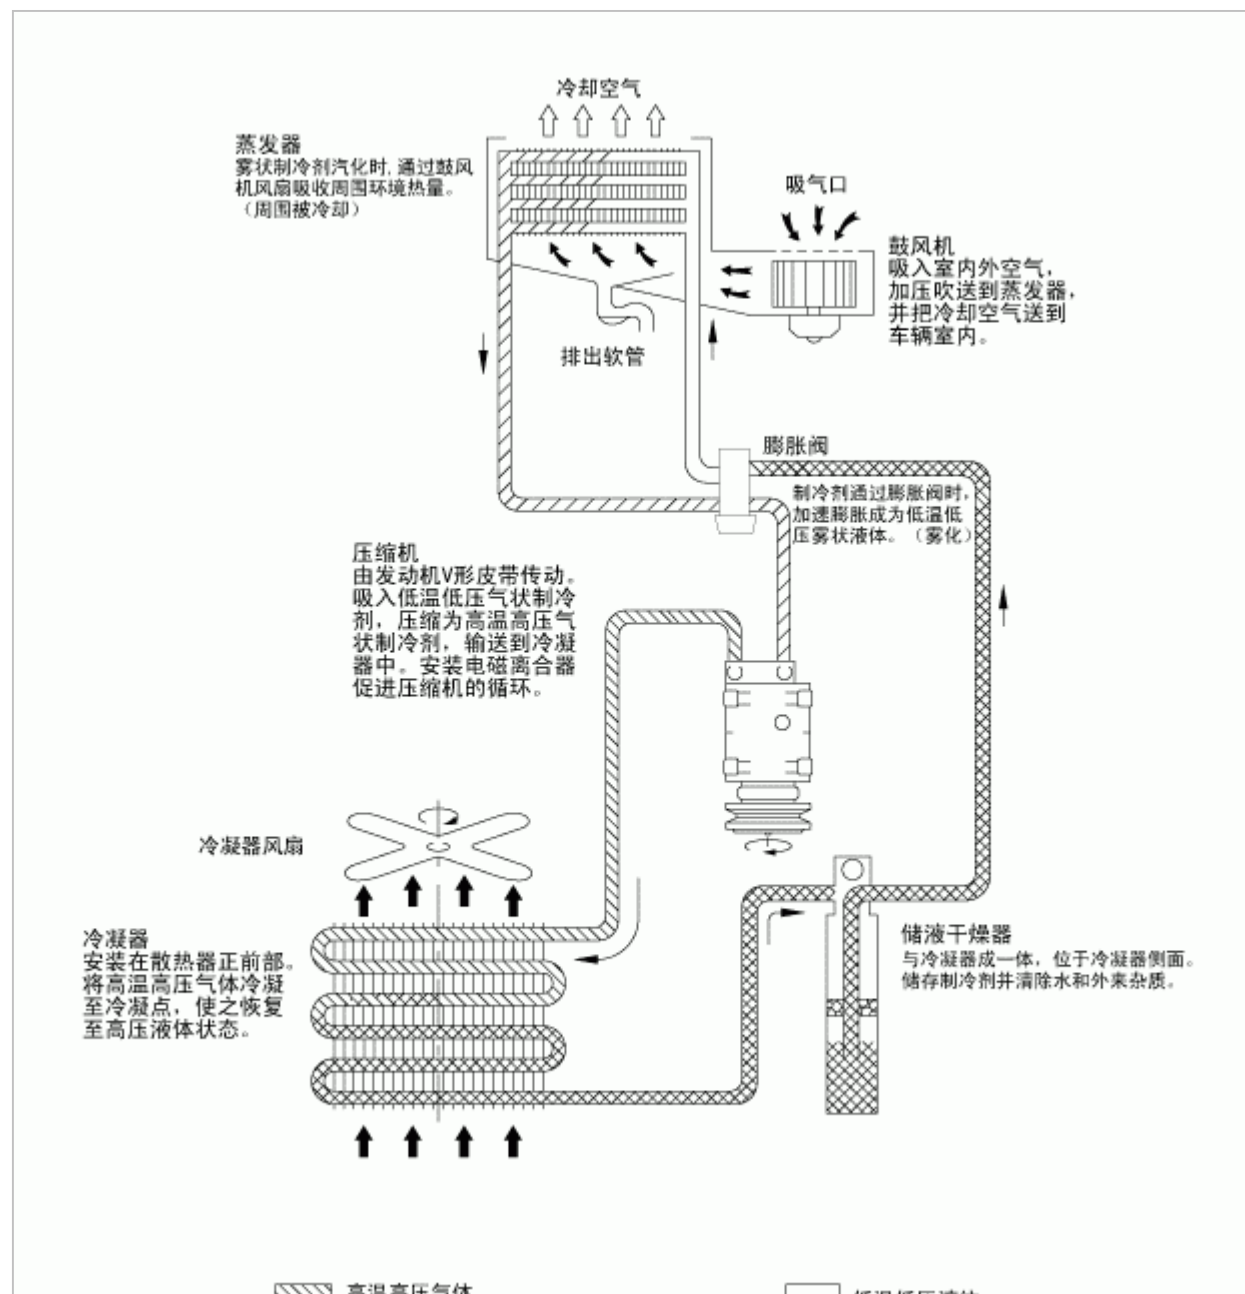 冷却空气
蒸发器
雾状制冷剂汽化时,通过鼓风
机风扇吸收周围环境热量。
（周围被冷却）
吸气口
鼓风机
吸入室内外空气，
加压吹送到蒸发器，
并把冷却空气送到
车辆室内。
排出软管
膨胀阀
制冷剂通过膨胀阀时，
加速膨胀成为低温低
压雾状液体。（雾化）
压缩机
由发动机V形皮带传动。
吸入低温低压气状制冷
剂，压缩为高温高压气
状制冷剂，输送到冷凝
器中。安装电磁离合器
促进压缩机的循环。
冷凝器风扇
冷凝器
安装在散热器正前部。
将高温高压气体冷凝
至冷凝点，使之恢复
至高压液体状态。
储液干燥器
与冷凝器成一体，位于冷凝器侧面。
储存制冷剂并清除水和外来杂质。
高温高压气体
低温低压液体